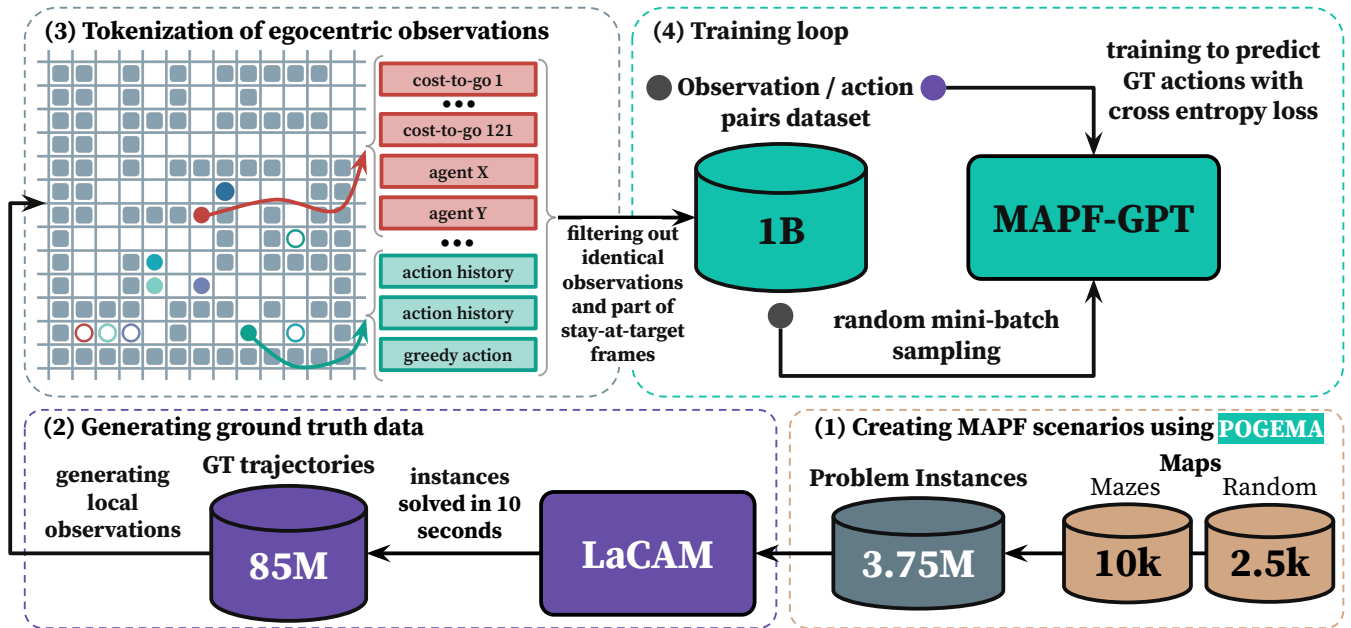 (3) Tokenization of egocentric observations
cost-to-go 1
•••
cost-to-go 121
agent X
agent Y
•••
action history
action history
greedy action
filtering out
identical
observations
and part of
stay-at-target
frames
(4) Training loop
Observation / action
pairs dataset
1B
training to predict
GT actions with
cross entropy loss
MAPF-GPT
random mini-batch
sampling
(2) Generating ground truth data
generating
local
observations
GT trajectories
85M
instances
solved in 10
seconds
LaCAM
(1) Creating MAPF scenarios using POGEMA
Problem Instances
3.75M
Maps
Mazes
10k
Random
2.5k